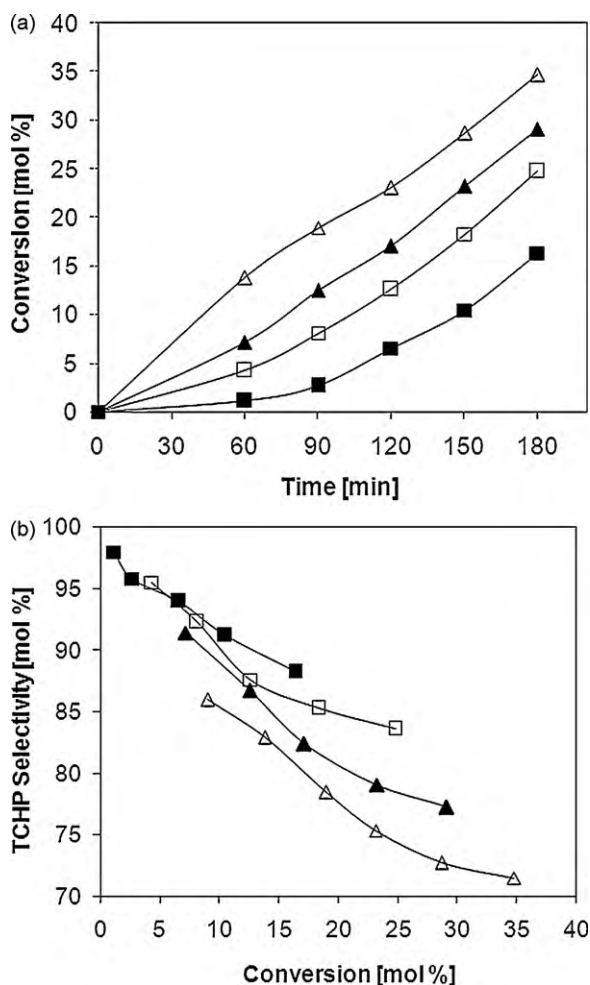 (a)
40
35
30
25
20
15
10
5
0
Conversion [mol %]
0 30 60 90 120 150 180
Time [min]
(b)
100
95
90
85
80
75
70
TCHP Selectivity [mol %]
0 5 10 15 20 25 30 35 40
Conversion [mol %]